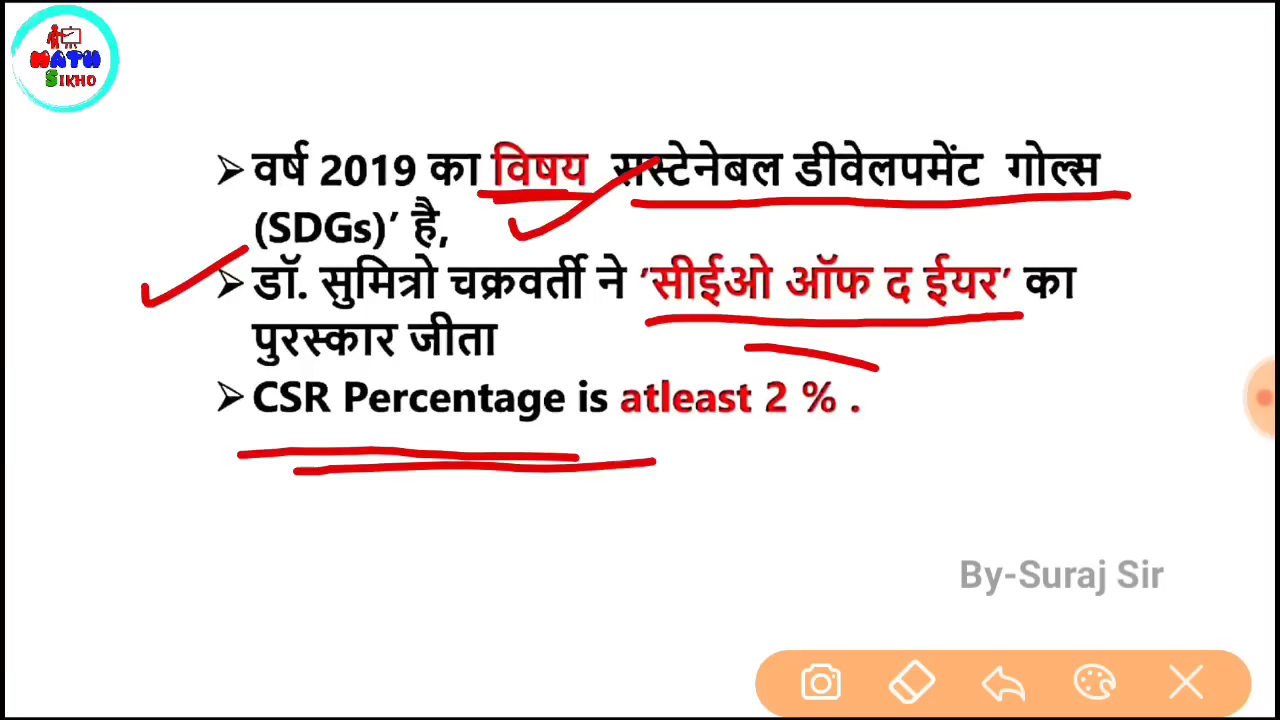 MATH
SIKHO
➢ वर्ष 2019 का विषय सस्टेनेबल डीवेलपमेंट गोल्स
(SDGs)’ है,
➢ डॉ. सुमित्रो चक्रवर्ती ने ’सीईओ ऑफ द ईयर’ का
पुरस्कार जीता
➢ CSR Percentage is atleast 2 % .
By-Suraj Sir